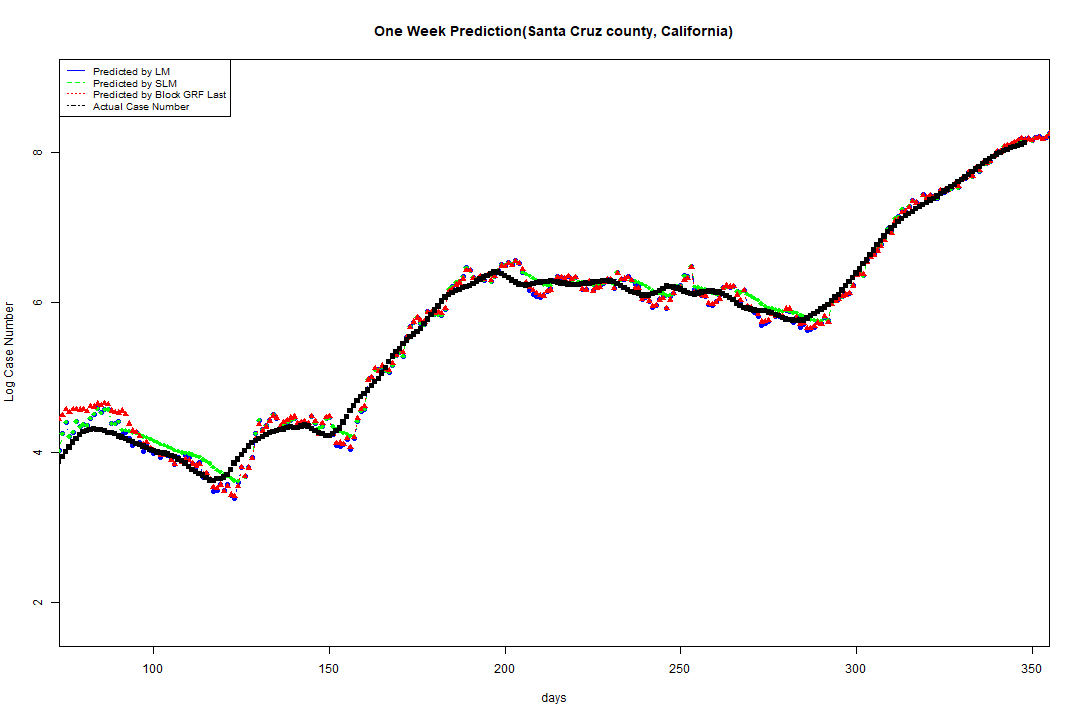 One Week Prediction(Santa Cruz county, California)
Predicted by LM
Predicted by SLM
Predicted by Block GRF Last
Actual Case Number
8
6
4
2
Log Case Number
100 150 200 250 300 350
days